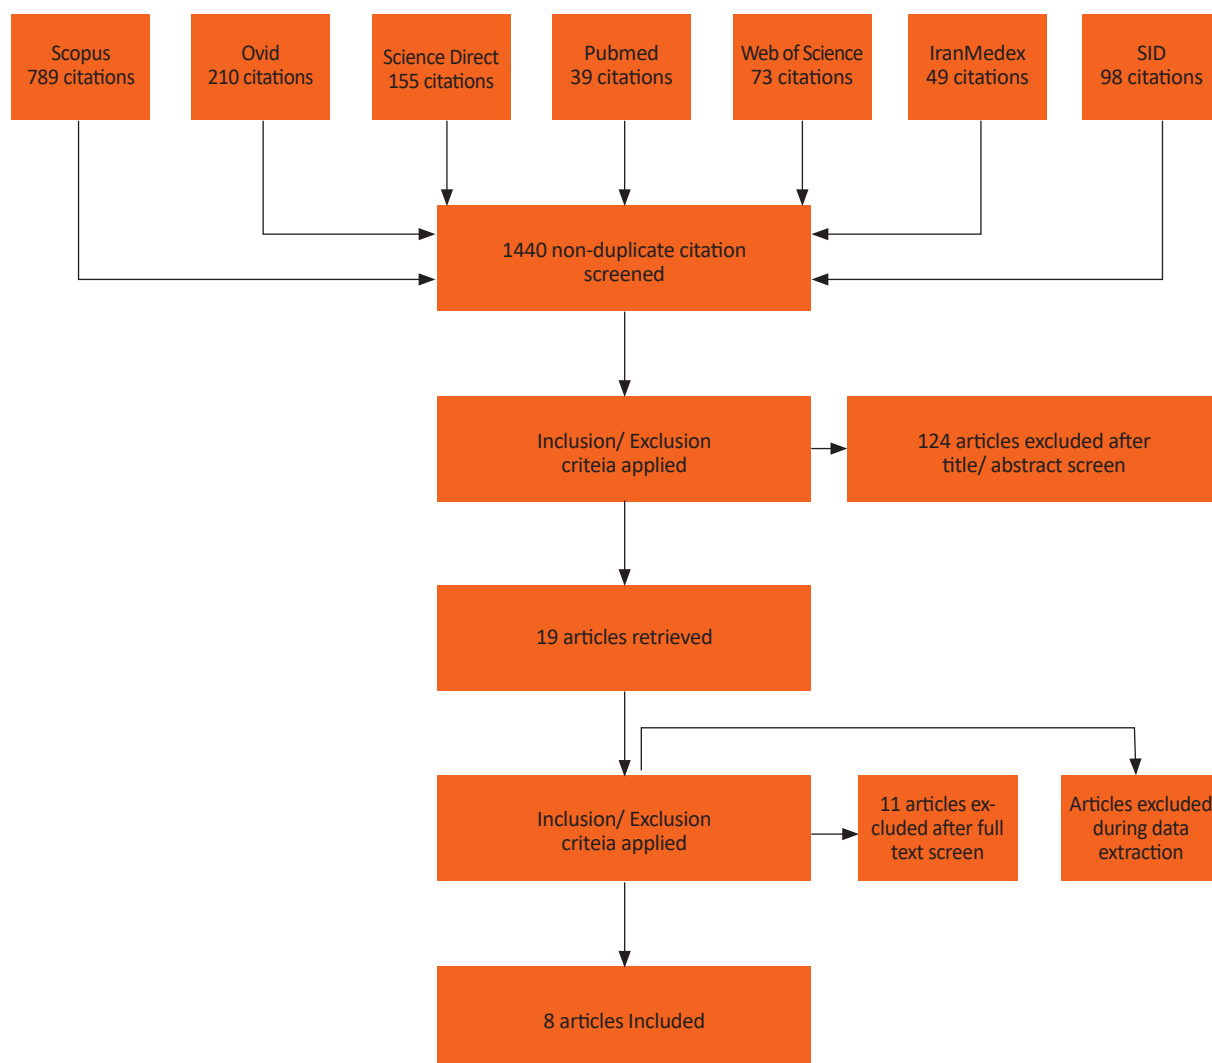 Scopus
789 citations
Ovid
210 citations
Science Direct
155 citations
Pubmed
39 citations
Web of Science
73 citations
IranMedex
49 citations
SID
98 citations
1440 non-duplicate citation
screened
Inclusion/ Exclusion
criteia applied
124 articles excluded after
title/ abstract screen
19 articles retrieved
Inclusion/ Exclusion
criteia applied
11 articles ex-
cluded after full
text screen
Articles excluded
during data
extraction
8 articles Included